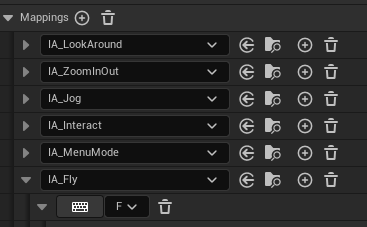 Mappings
IA_LookAround
IA_ZoomInOut
IA_Jog
IA_Interact
IA_MenuMode
IA_Fly
F